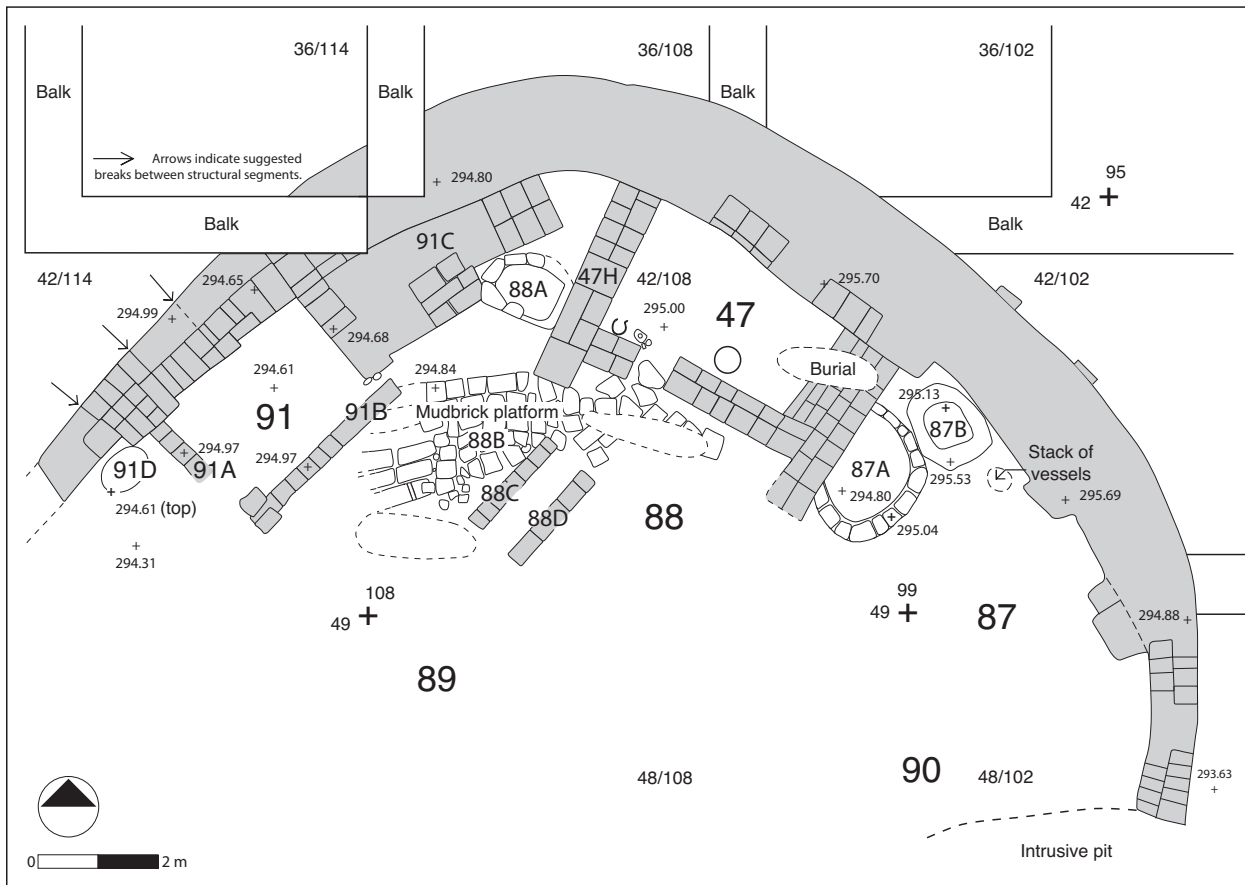 36/114
36/108
36/102
Balk
Balk
Balk
Arrows indicate suggested
breaks between structural segments.
294.80
95
42
Balk
Balk
91C
42/114
294.65
88A
47H
42/108
295.70
42/102
294.99
295.00
47
294.68
294.61
294.84
Burial
91
91B
Mudbrick platform
295.13
88B
87B
91D
294.97
91A
294.97
87A
Stack of
vessels
294.80
295.53
88C
295.69
294.61 (top)
88D
88
295.04
294.31
108
49
99
49
87
294.88
89
90
48/108
48/102
293.63
Intrusive pit
0
2 m